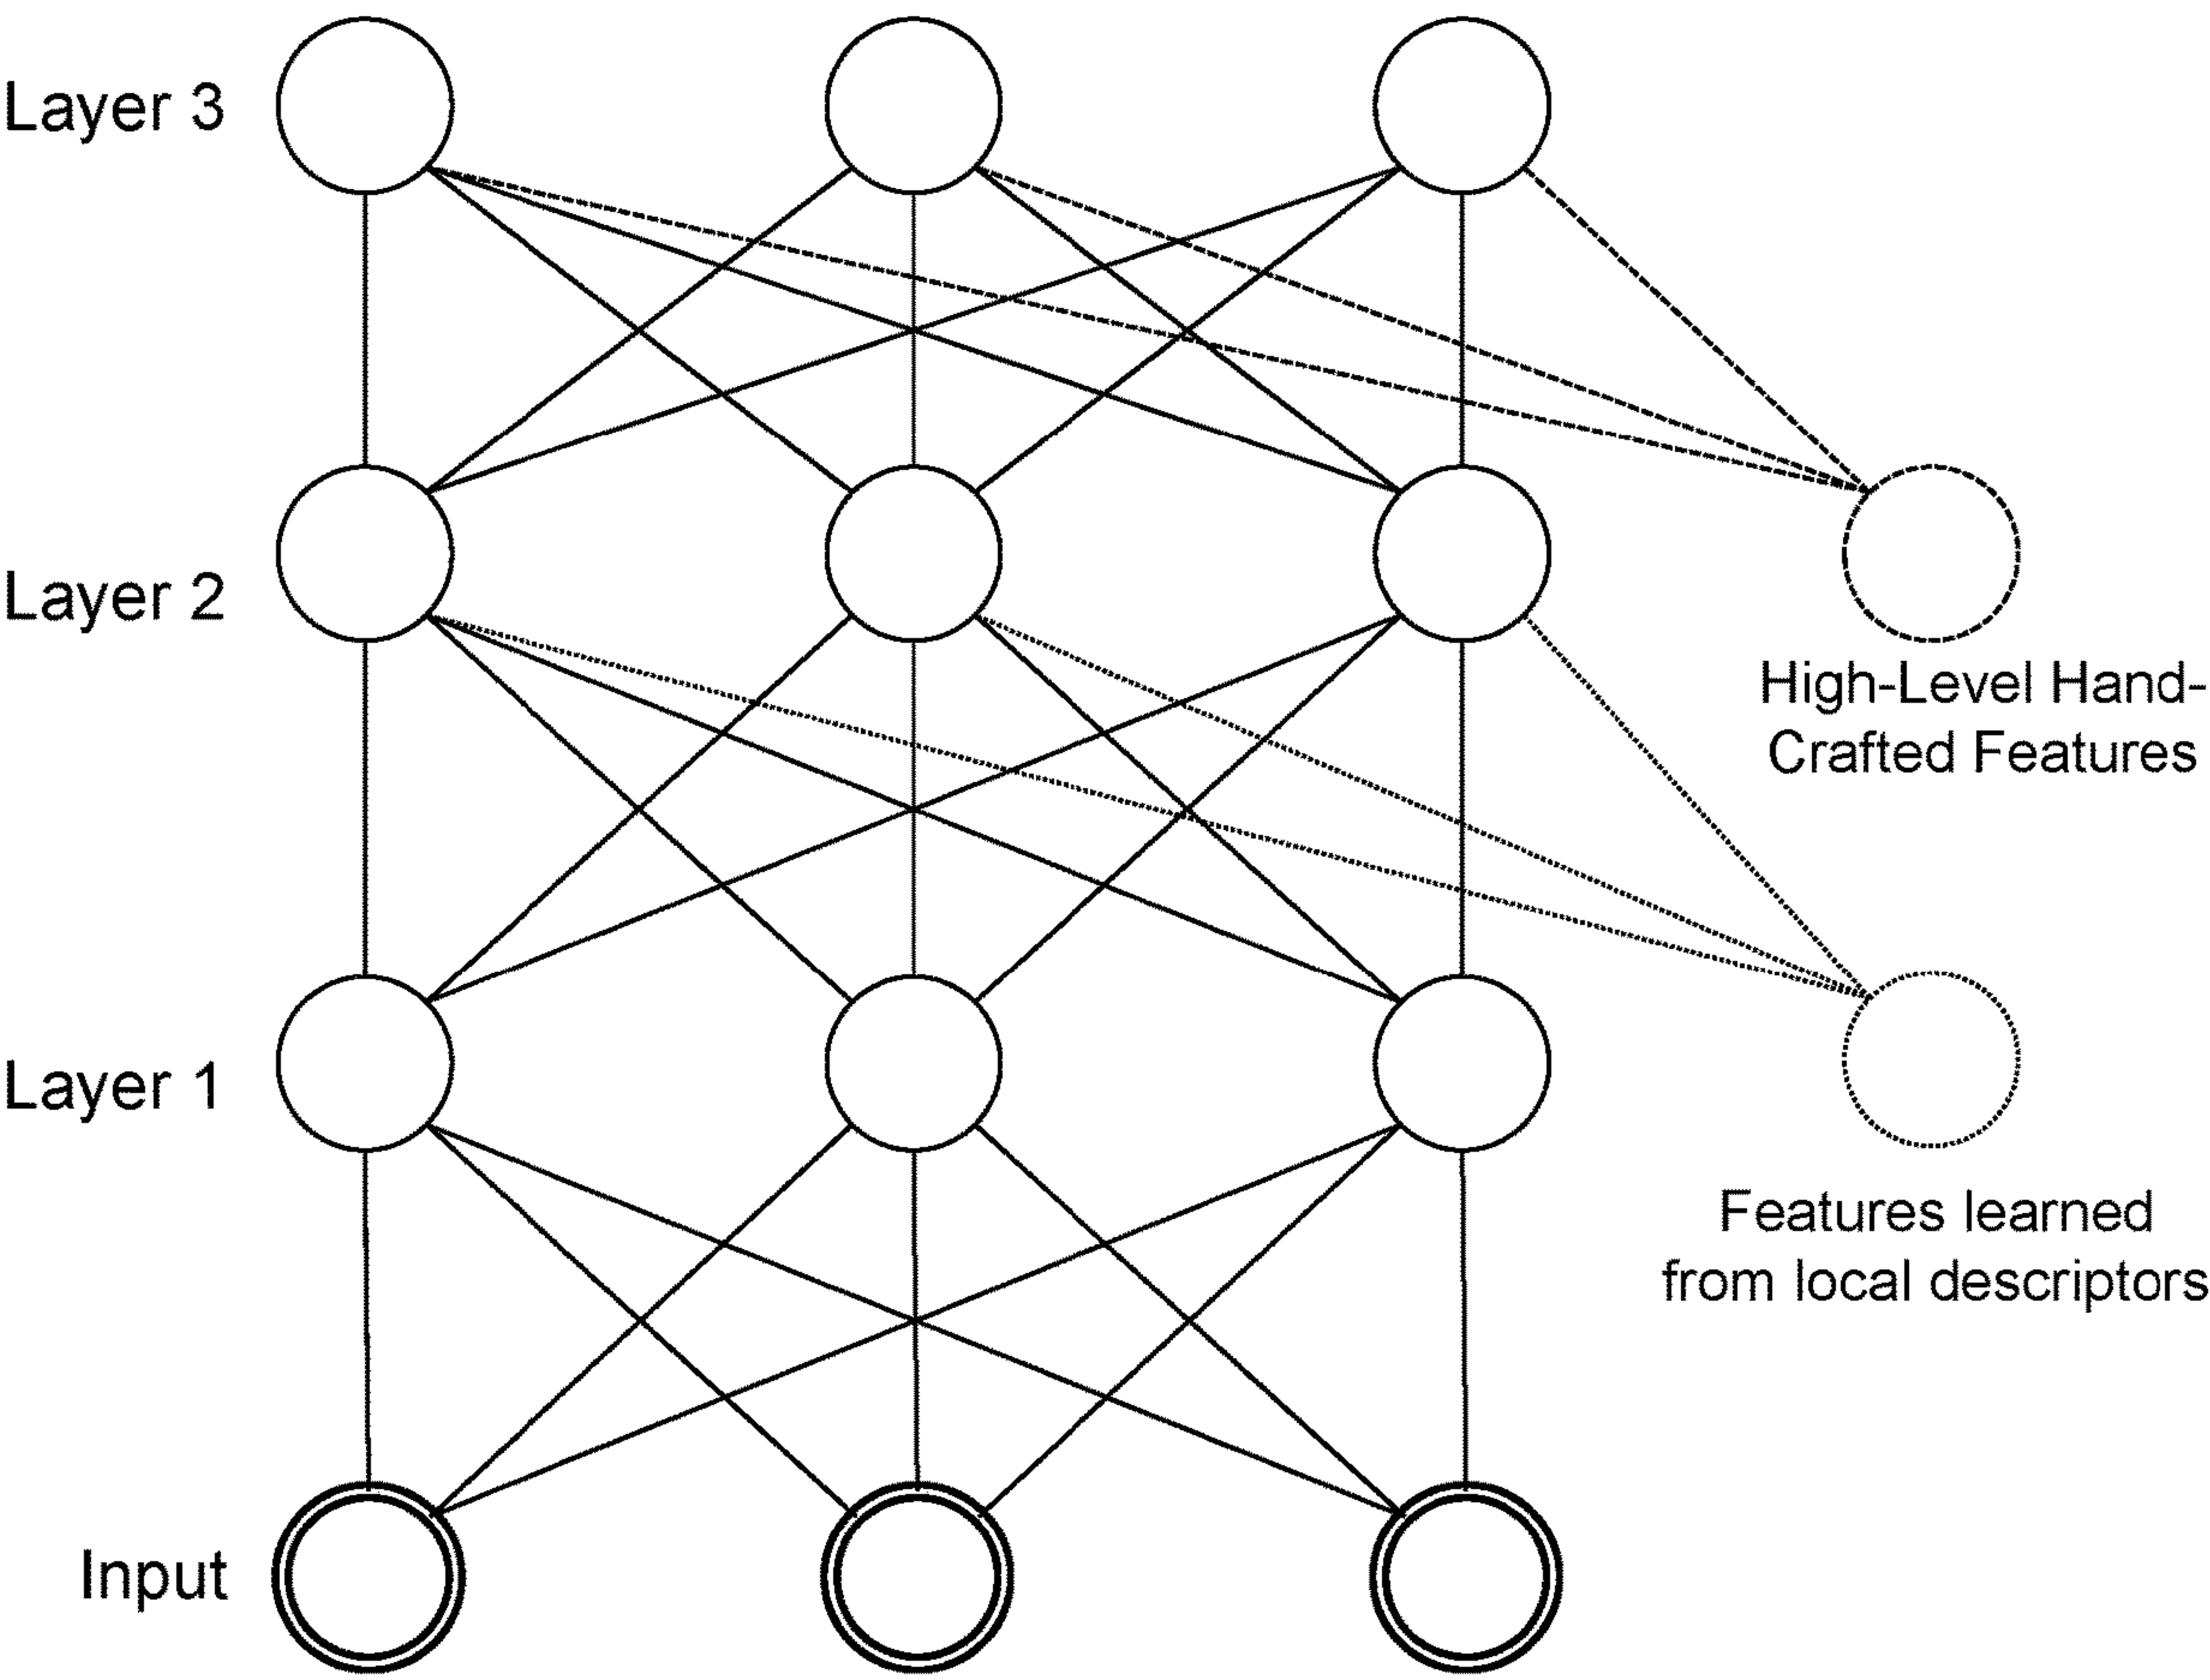 Layer 3
Layer 2
High-Level Hand-
Crafted Features
Layer 1
Features learned
from local descriptors
Input